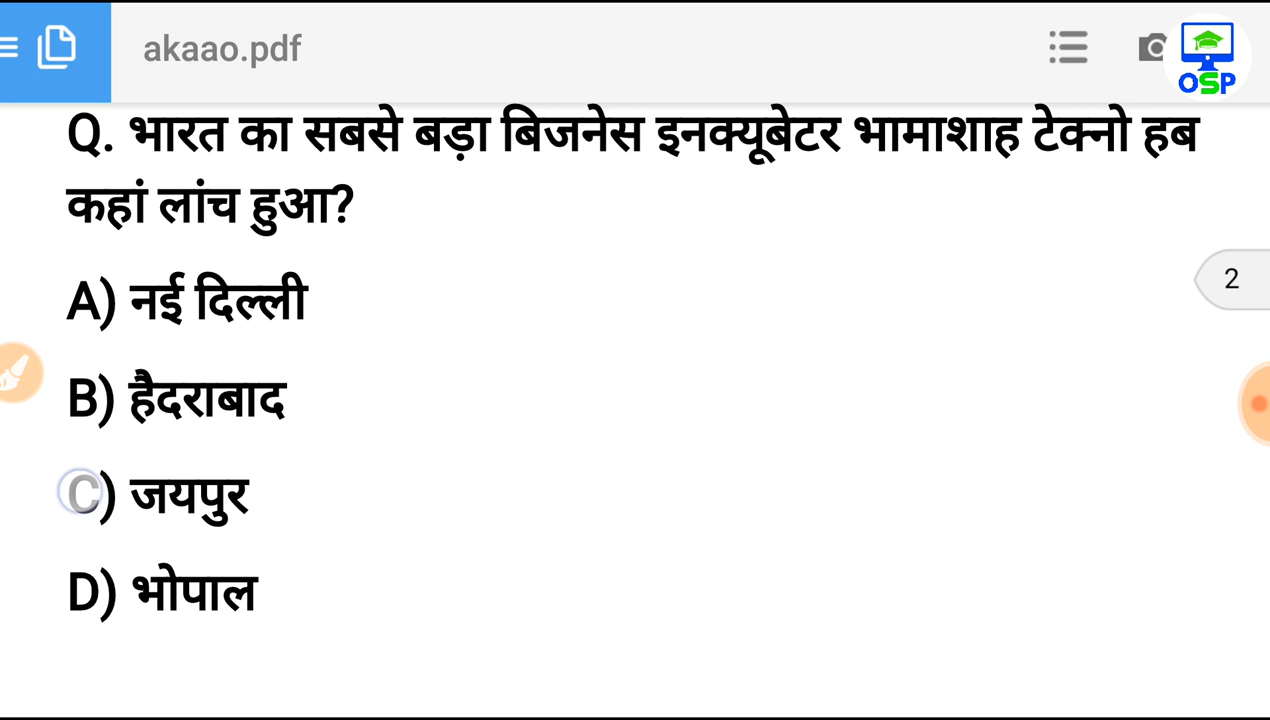 akaao.pdf
OSP
Q. भारत का सबसे बड़ा बिजनेस इनक्यूबेटर भामाशाह टेक्नो हब
कहां लांच हुआ?
A) नई दिल्ली
2
B) हैदराबाद
C) जयपुर
D) भोपाल